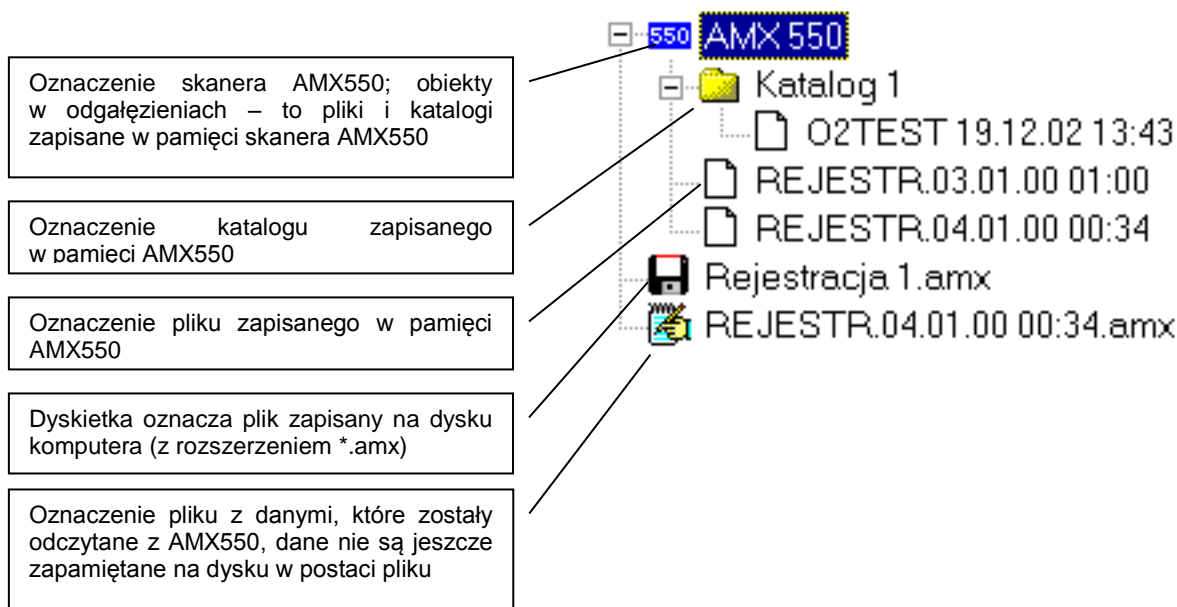 Oznaczenie skanera AMX550; obiekty
w odgałęzieniach – to pliki i katalogi
zapisane w pamięci skanera AMX550
Oznaczenie katalogu zapisanego
w pamieci AMX550
Oznaczenie pliku zapisanego w pamięci
AMX550
Dyskietka oznacza plik zapisany na dysku
komputera (z rozszerzeniem *.amx)
Oznaczenie pliku z danymi, które zostały
odczytane z AMX550, dane nie są jeszcze
zapamiętane na dysku w postaci pliku
550 AMX 550
Katalog 1
O2TEST 19.12.02 13:43
REJESTR.03.01.00 01:00
REJESTR.04.01.00 00:34
Rejestracja 1.amx
REJESTR.04.01.00 00:34.amx